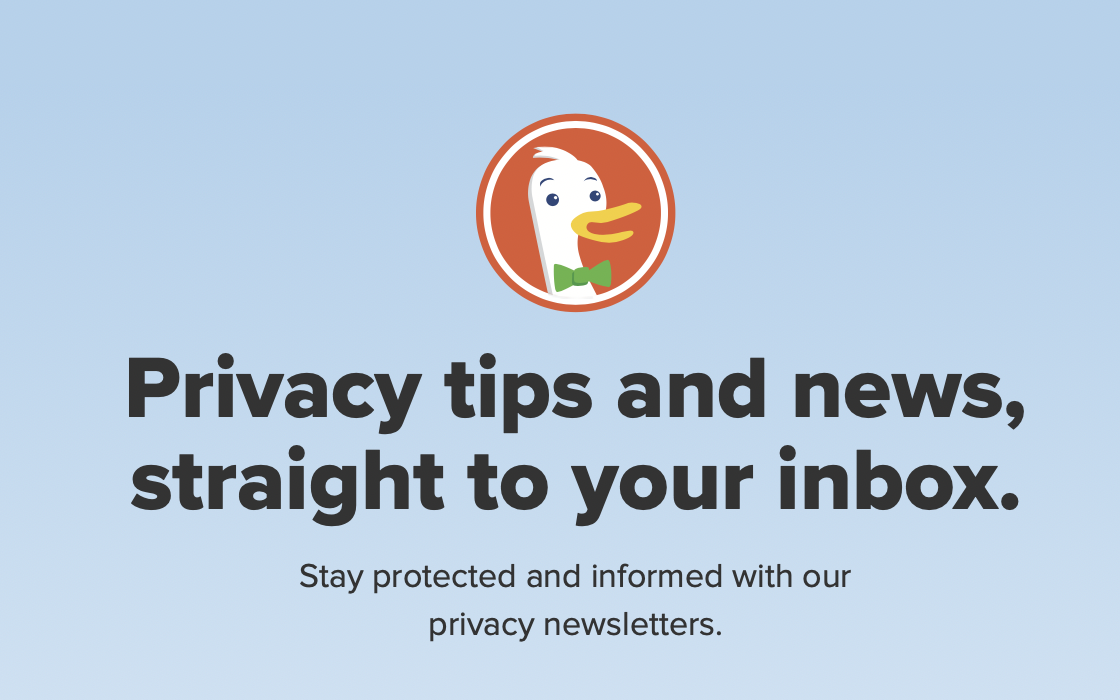 Privacy tips and news,
straight to your inbox.
Stay protected and informed with our
privacy newsletters.